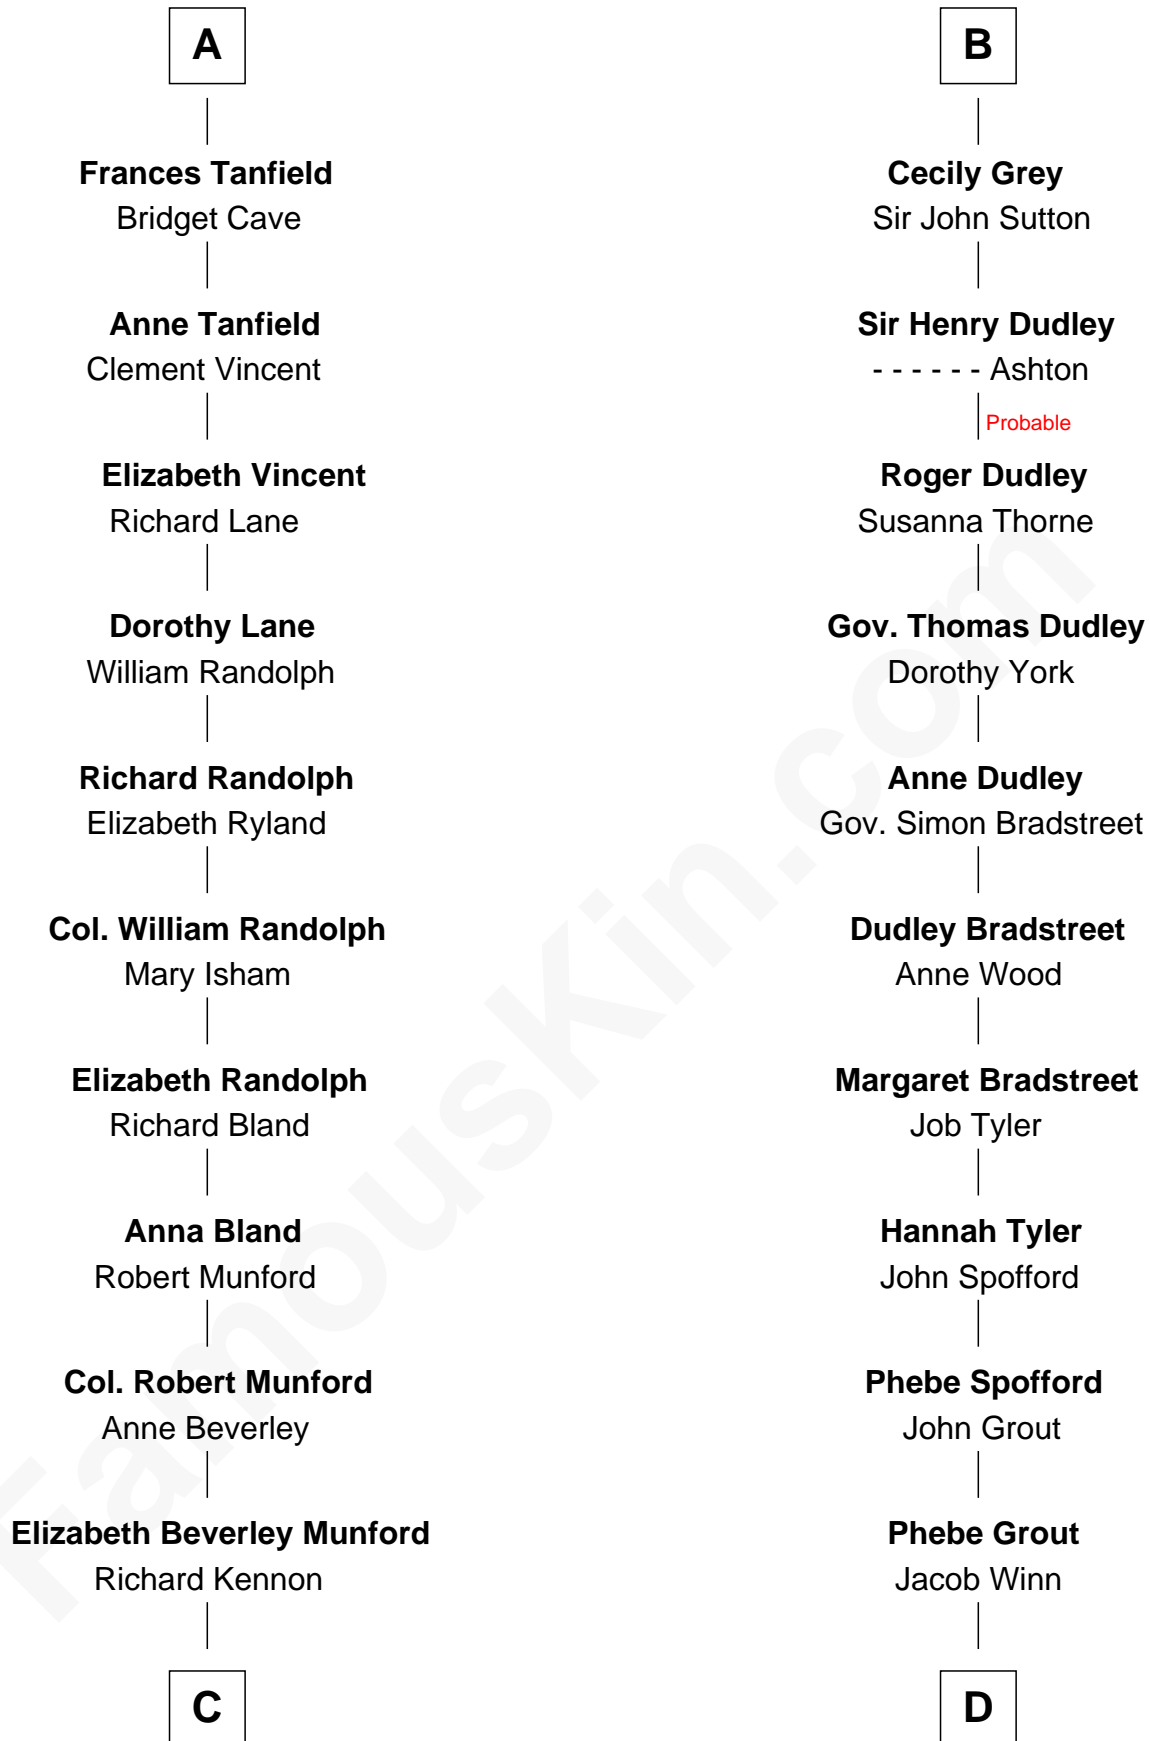 A
Frances Tanfield
Bridget Cave
Anne Tanfield
Clement Vincent
Elizabeth Vincent
Richard Lane
Dorothy Lane
William Randolph
Richard Randolph
Elizabeth Ryland
Col. William Randolph
Mary Isham
Elizabeth Randolph
Richard Bland
Anna Bland
Robert Munford
Col. Robert Munford
Anne Beverley
Elizabeth Beverley Munford
Richard Kennon
C
B
Cecily Grey
Sir John Sutton
Sir Henry Dudley
- - - - - - Ashton
Probable
Roger Dudley
Susanna Thorne
Gov. Thomas Dudley
Dorothy York
Anne Dudley
Gov. Simon Bradstreet
Dudley Bradstreet
Anne Wood
Margaret Bradstreet
Job Tyler
Hannah Tyler
John Spofford
Phebe Spofford
John Grout
Phebe Grout
Jacob Winn
D
FamousKin.com